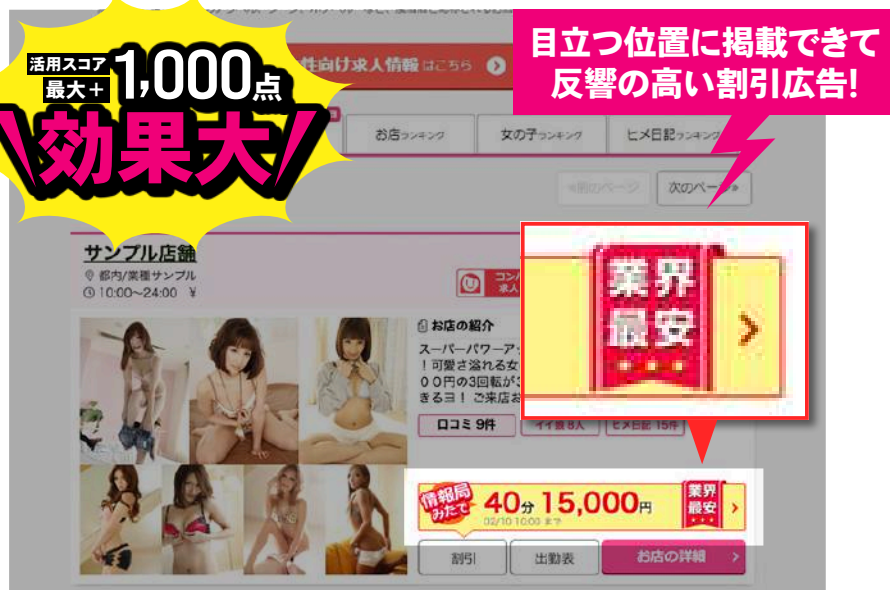 活用スコア
最大+
1,000点
効果大
目立つ位置に掲載できて
反響の高い割引広告!
性向け求人情報はこちら
お店ランキング
女の子ランキング
ヒメ日記ランキング
«前のページ
次のページ»
サンプル店舗
都内/業種サンプル
10:00〜24:00 ¥
お店の紹介
スーパーパワーア
!可愛さ溢れる女
00円の3回転が
きるヨ! ご来店お
口コミ 9件
イイ娘 8人
ヒメ日記 15件
業界
最安
情報局
みたで
40分 15,000円
02/10 10:00 まで
業界
最安
割引
出勤表
お店の詳細